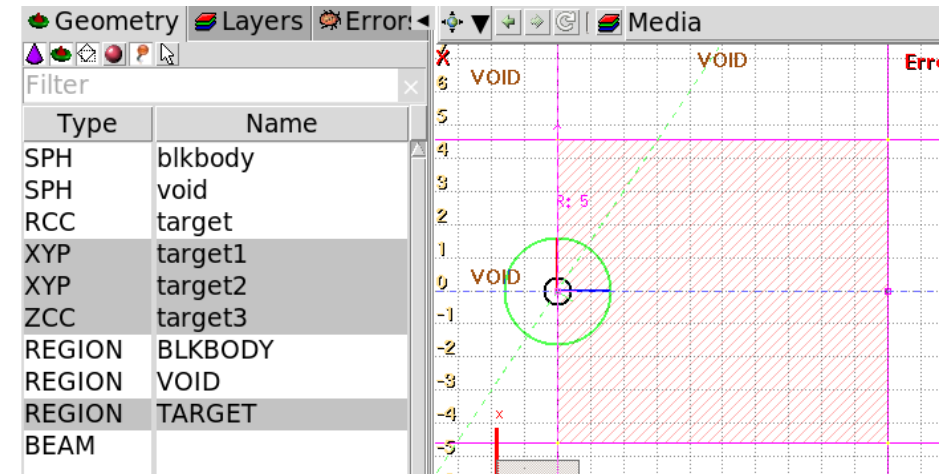 Geometry Layers Error
Media
Filter
Type Name
SPH blkbody
SPH void
RCC target
XYP target1
XYP target2
ZCC target3
REGION BLKBODY
REGION VOID
REGION TARGET
BEAM
X
VOID
VOID
Erro
6
5
4
3
R: 5
2
1
VOID
0
-1
-2
-3
-4
x
-5